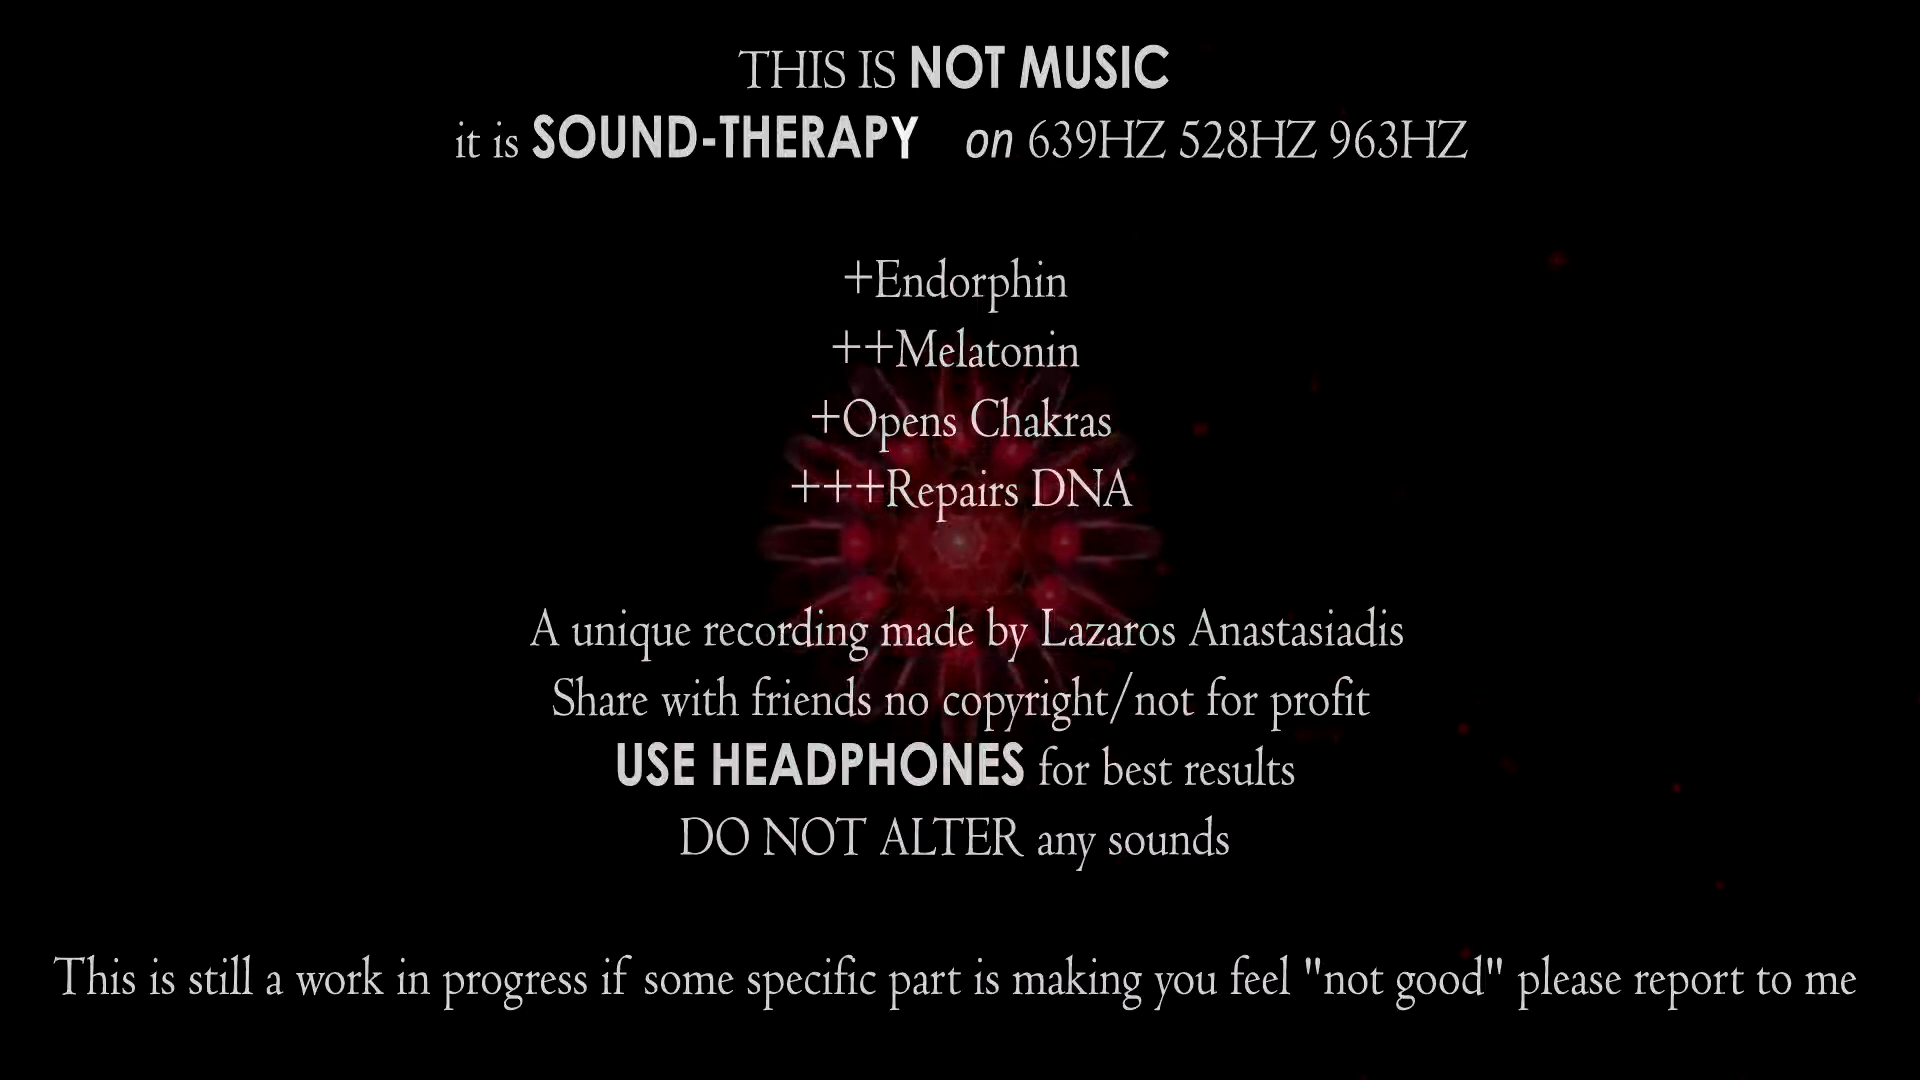 THIS IS NOT MUSIC
it is SOUND-THERAPY on 639HZ 528HZ 963HZ
+Endorphin
++Melatonin
+Opens Chakras
+++Repairs DNA
A unique recording made by Lazaros Anastasiadis
Share with friends no copyright/not for profit
USE HEADPHONES for best results
DO NOT ALTER any sounds
This is still a work in progress if some specific part is making you feel "not good" please report to me